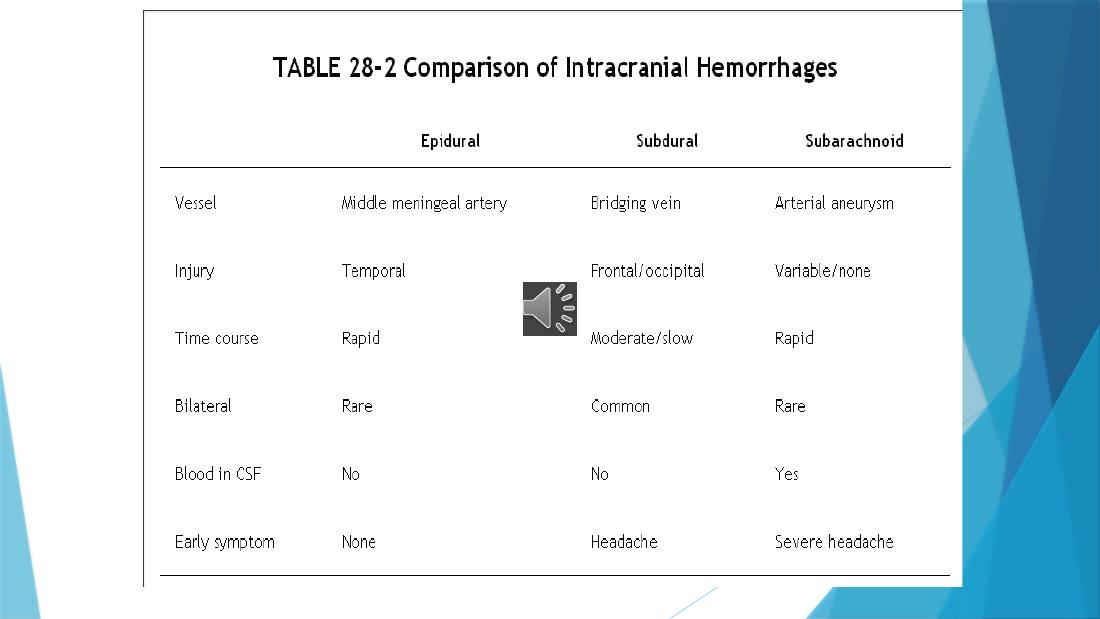 TABLE 28-2 Comparison of Intracranial Hemorrhages
Epidural Subdural Subarachnoid
Vessel Middle meningeal artery Bridging vein Arterial aneurysm
Injury Temporal Frontal/occipital Variable/none
Time course Rapid Moderate/slow Rapid
Bilateral Rare Common Rare
Blood in CSF No No Yes
Early symptom None Headache Severe headache